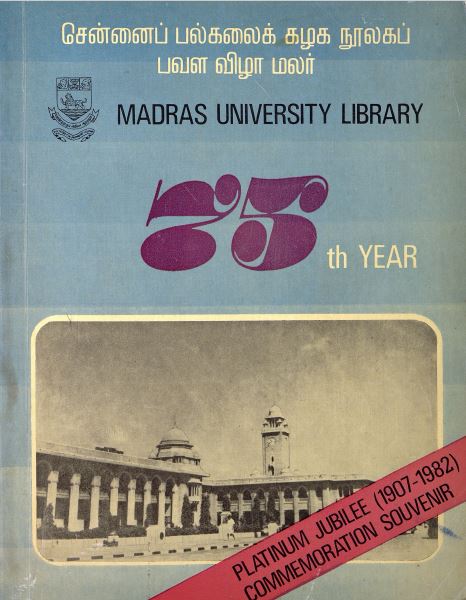 சென்னைப் பல்கலைக் கழக நூலகப்
பவள விழா மலர்
MADRAS UNIVERSITY LIBRARY
75
th YEAR
PLATINUM JUBILEE (1907-1982)
COMMEMORATION SOUVENIR